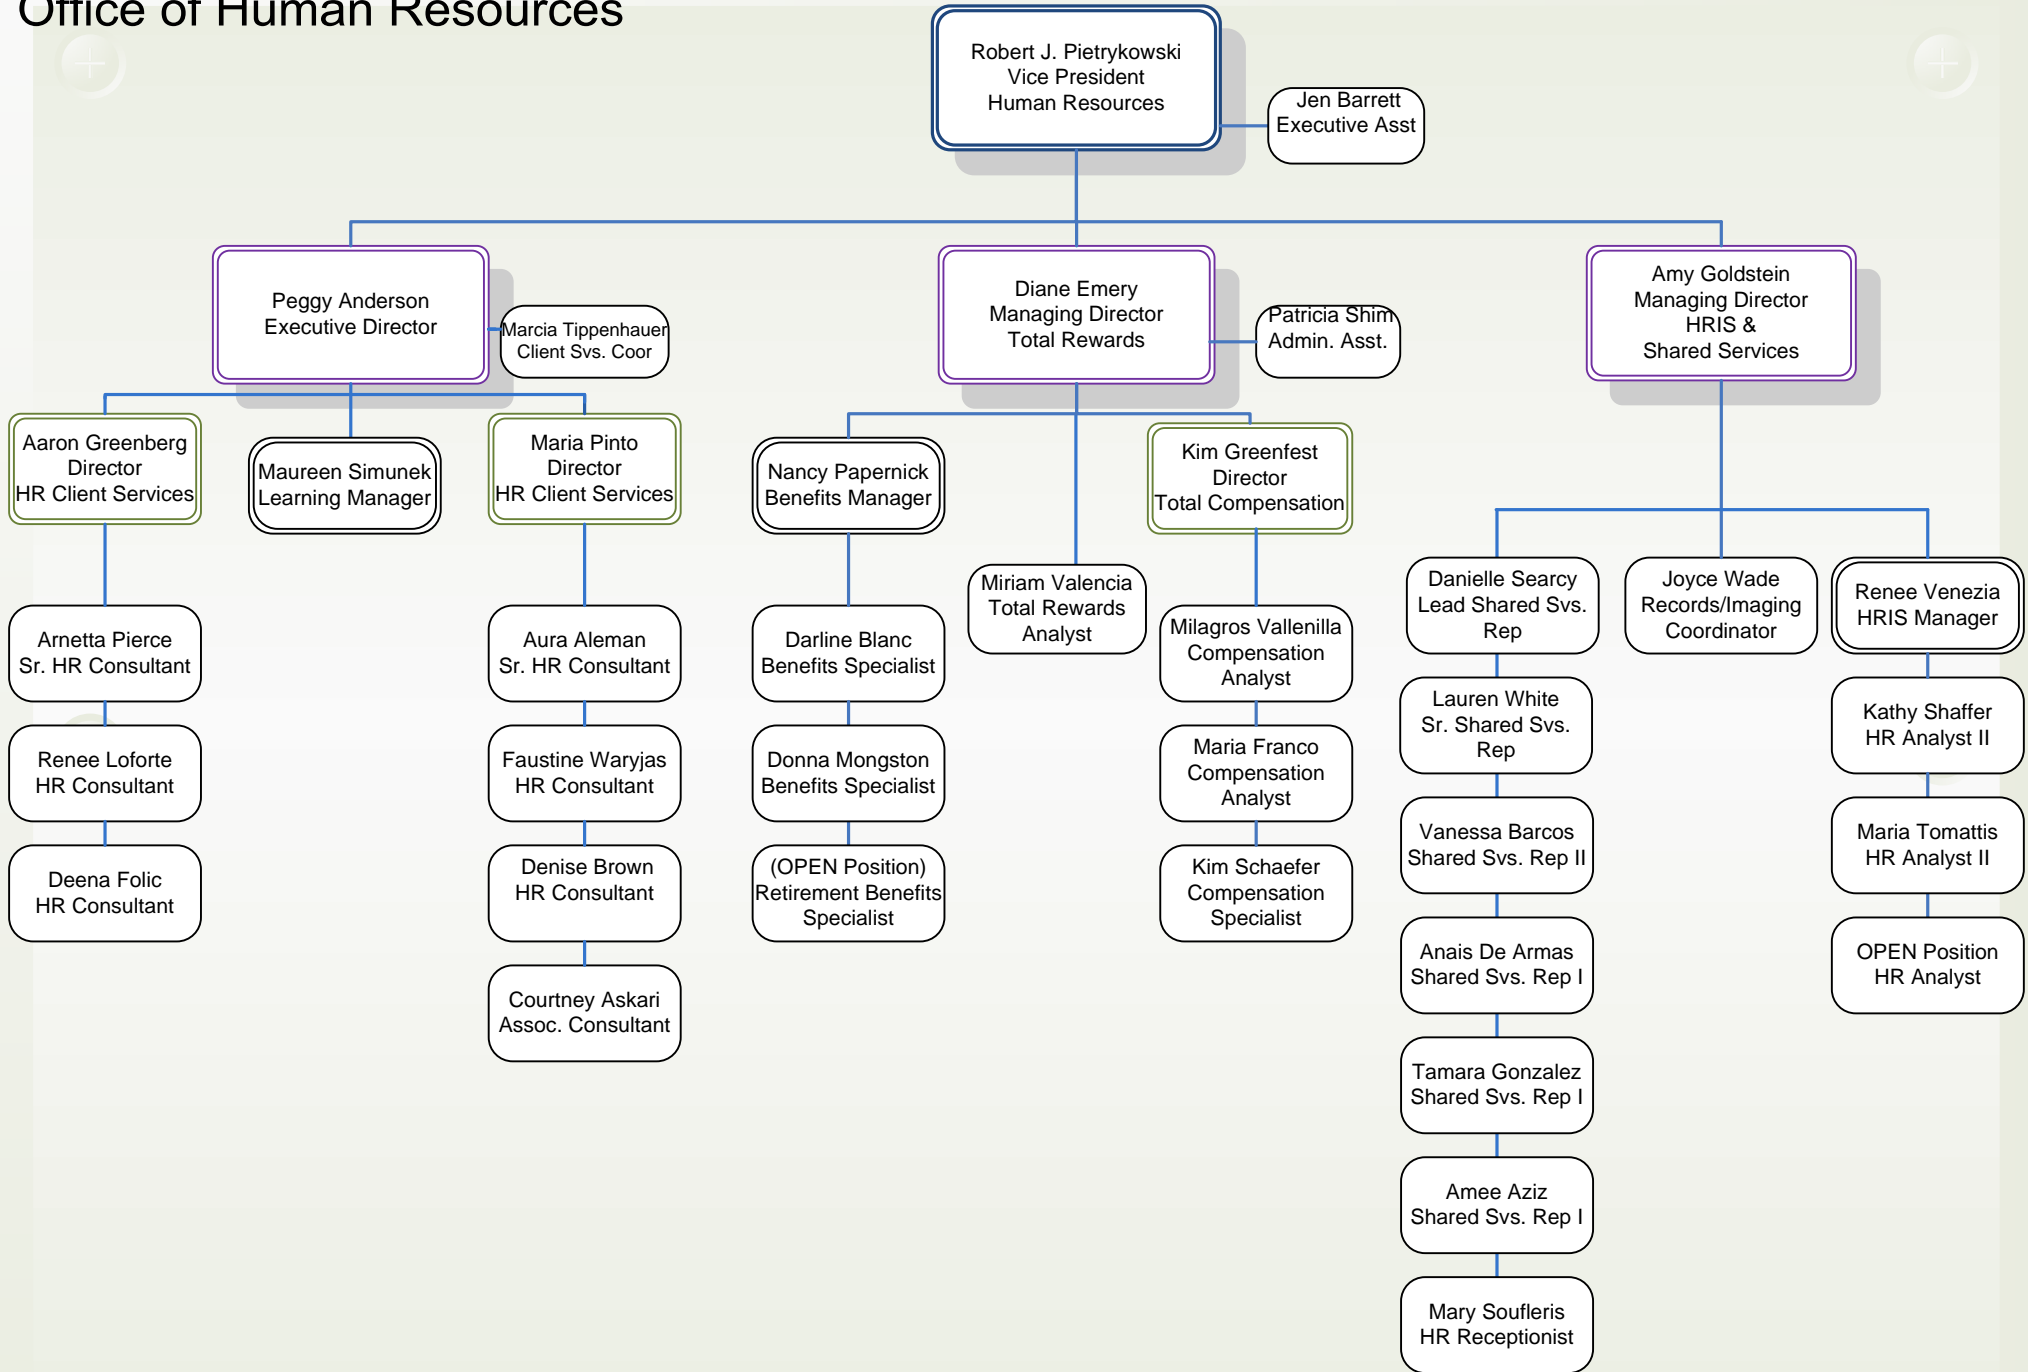 Office of Human Resources
Robert J. Pietrykowski
Vice President
Human Resources
Jen Barrett
Executive Asst
Peggy Anderson
Executive Director
Marcia Tippenhauer
Client Svs. Coor
Diane Emery
Managing Director
Total Rewards
Patricia Shim
Admin. Asst.
Amy Goldstein
Managing Director
HRIS &
Shared Services
Aaron Greenberg
Director
HR Client Services
Maureen Simunek
Learning Manager
Maria Pinto
Director
HR Client Services
Nancy Papernick
Benefits Manager
Kim Greenfest
Director
Total Compensation
Miriam Valencia
Total Rewards
Analyst
Danielle Searcy
Lead Shared Svs.
Rep
Joyce Wade
Records/Imaging
Coordinator
Renee Venezia
HRIS Manager
Arnetta Pierce
Sr. HR Consultant
Aura Aleman
Sr. HR Consultant
Darline Blanc
Benefits Specialist
Milagros Vallenilla
Compensation
Analyst
Lauren White
Sr. Shared Svs.
Rep
Kathy Shaffer
HR Analyst II
Renee Loforte
HR Consultant
Faustine Waryjas
HR Consultant
Donna Mongston
Benefits Specialist
Maria Franco
Compensation
Analyst
Vanessa Barcos
Shared Svs. Rep II
Maria Tomattis
HR Analyst II
Deena Folic
HR Consultant
Denise Brown
HR Consultant
(OPEN Position)
Retirement Benefits
Specialist
Kim Schaefer
Compensation
Specialist
Anais De Armas
Shared Svs. Rep I
OPEN Position
HR Analyst
Courtney Askari
Assoc. Consultant
Tamara Gonzalez
Shared Svs. Rep I
Amee Aziz
Shared Svs. Rep I
Mary Soufleris
HR Receptionist